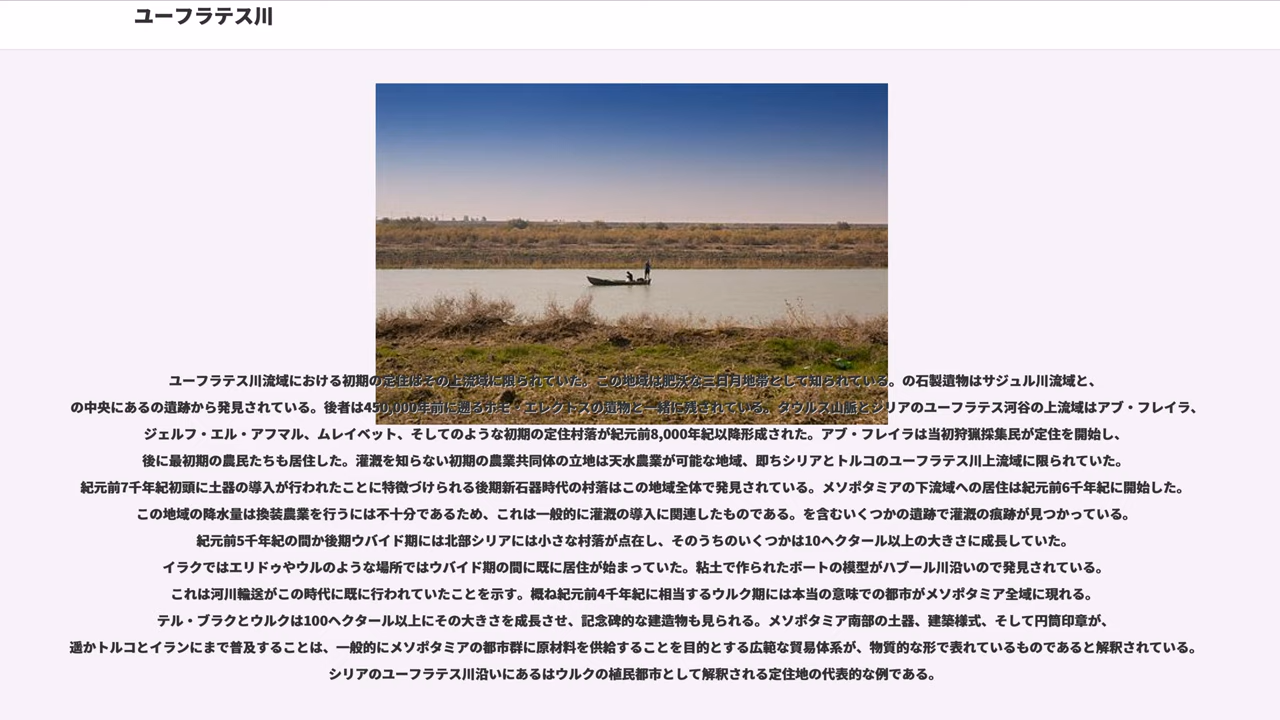 ユーフラテス川
ユーフラテス川流域における初期の定住はその上流域に限られていた。この地域は肥沃な三日月地帯として知られている。の石製遺物はサジュル川流域と、
の中央にあるの遺跡から発見されている。後者は450,000年前に遡るホモ・エレクトスの遺物と一緒に残されている。タウルス山脈とシリアのユーフラテス河谷の上流域はアブ・フレイラ、
ジェルフ・エル・アフマル、ムレイベット、そしてのような初期の定住村落が紀元前8,000年紀以降形成された。アブ・フレイラは当初狩猟採集民が定住を開始し、
後に最初期の農民たちも居住した。灌漑を知らない初期の農業共同体の立地は天水農業が可能な地域、即ちシリアとトルコのユーフラテス川上流域に限られていた。
紀元前7千年紀初頭に土器の導入が行われたことに特徴づけられる後期新石器時代の村落はこの地域全体で発見されている。メソポタミアの下流域への居住は紀元前6千年紀に開始した。
この地域の降水量は換装農業を行うには不十分であるため、これは一般的に灌漑の導入に関連したものである。を含むいくつかの遺跡で灌漑の痕跡が見つかっている。
紀元前5千年紀の間か後期ウバイド期には北部シリアには小さな村落が点在し、そのうちのいくつかは10ヘクタール以上の大きさに成長していた。
イラクではエリドゥやウルのような場所ではウバイド期の間に既に居住が始まっていた。粘土で作られたボートの模型がハブール川沿いので発見されている。
これは河川輸送がこの時代に既に行われていたことを示す。概ね紀元前4千年紀に相当するウルク期には本当の意味での都市がメソポタミア全域に現れる。
テル・ブラクとウルクは100ヘクタール以上にその大きさを成長させ、記念碑的な建造物も見られる。メソポタミア南部の土器、建築様式、そして円筒印章が、
遥かトルコとイランにまで普及することは、一般的にメソポタミアの都市群に原材料を供給することを目的とする広範な貿易体系が、物質的な形で表れているものであると解釈されている。
シリアのユーフラテス川沿いにあるはウルクの植民都市として解釈される定住地の代表的な例である。